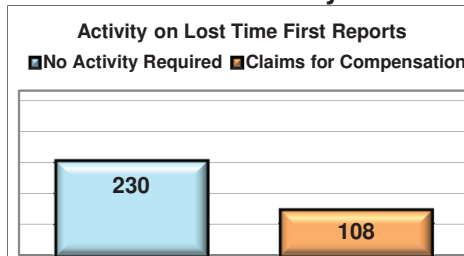 Activity on Lost Time First Reports
No Activity Required Claims for Compensation
230
108